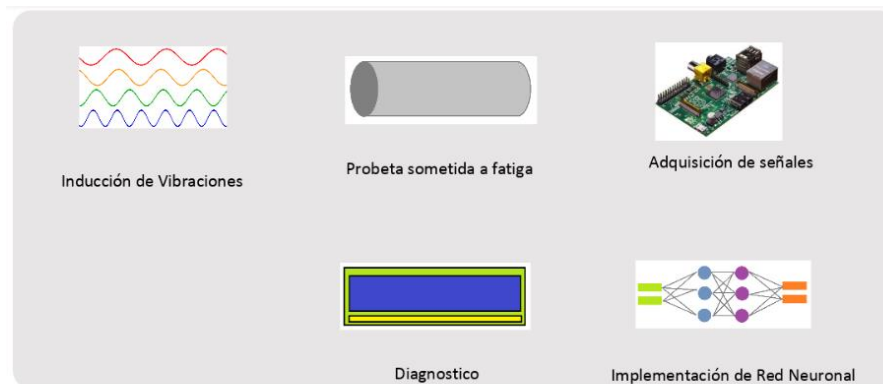 Inducción de Vibraciones
Probeta sometida a fatiga
Adquisición de señales
Diagnostico
Implementación de Red Neuronal